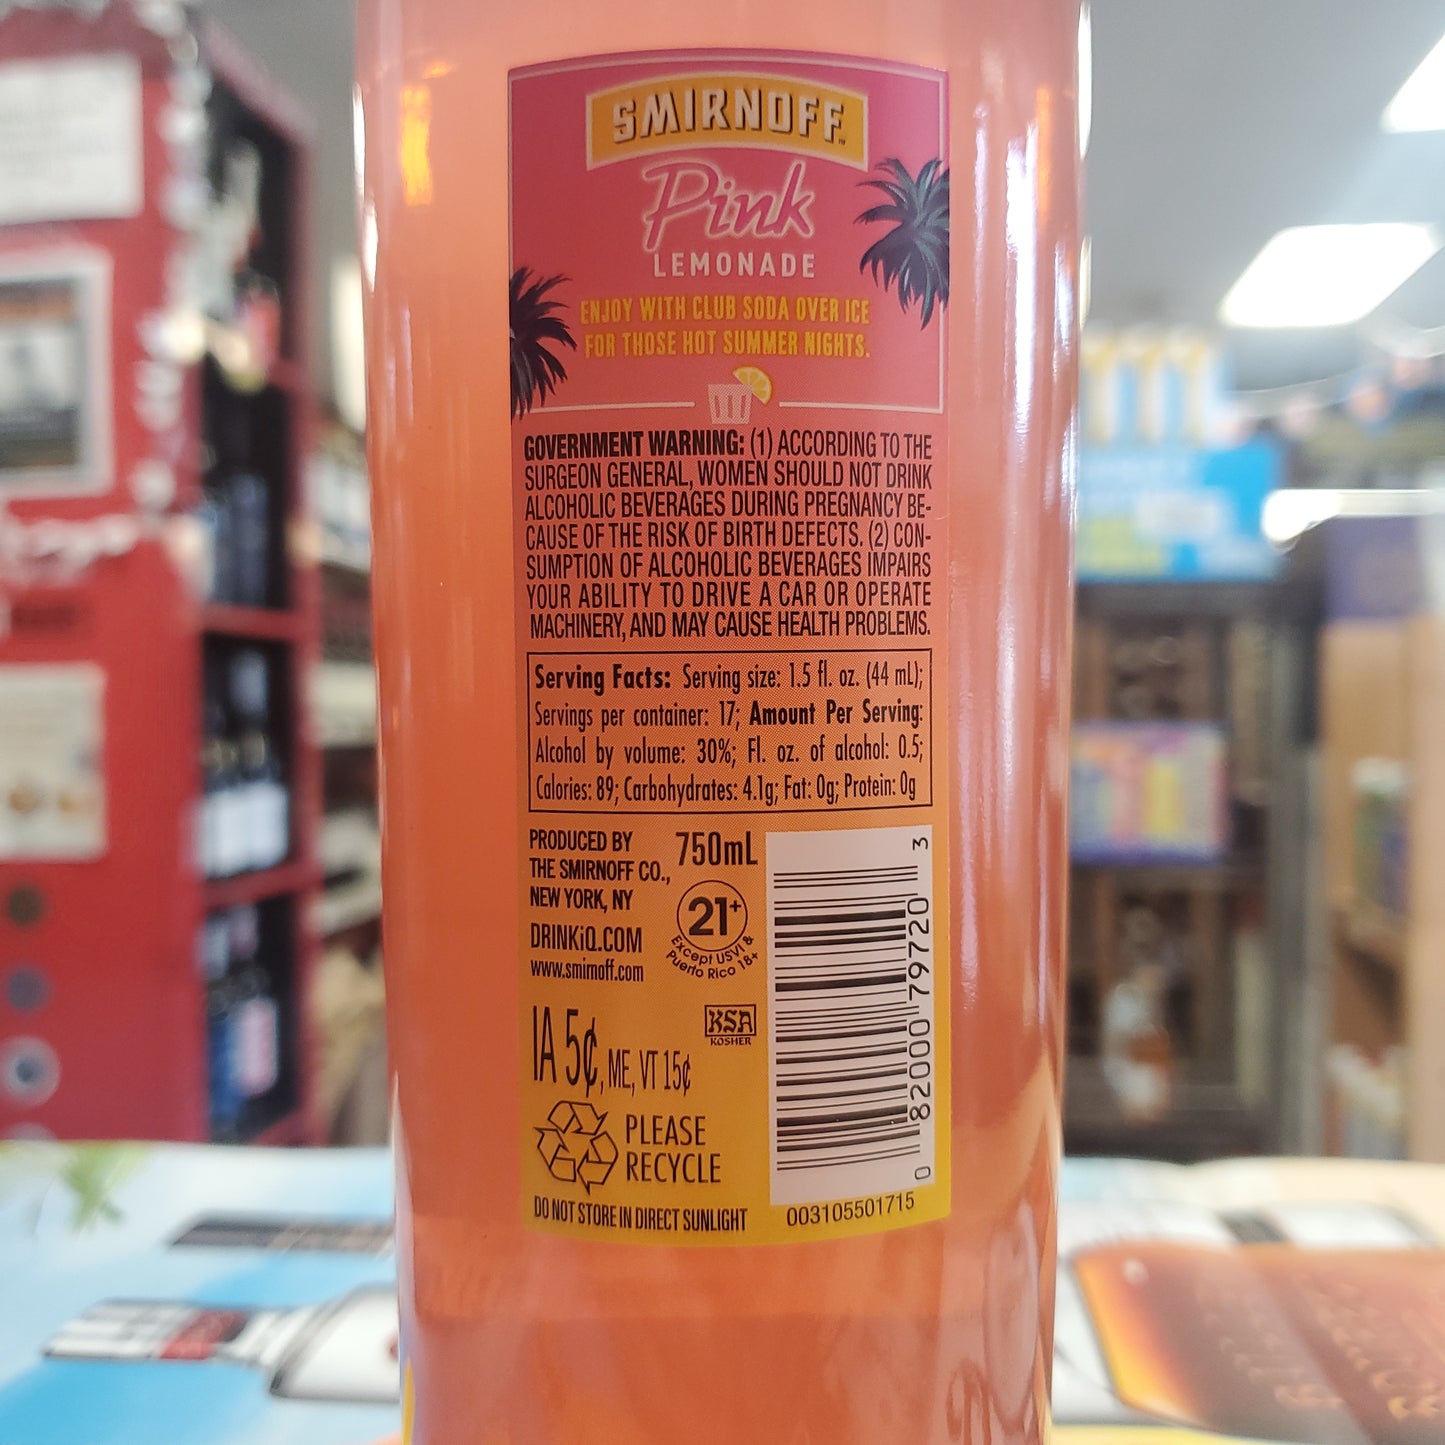 SMIRNOFF
Pink
LEMONADE
ENJOY WITH CLUB SODA OVER ICE
FOR THOSE HOT SUMMER NIGHTS.
GOVERNMENT WARNING: (1) ACCORDING TO THE
SURGEON GENERAL, WOMEN SHOULD NOT DRINK
ALCOHOLIC BEVERAGES DURING PREGNANCY BE-
CAUSE OF THE RISK OF BIRTH DEFECTS. (2) CON-
SUMPTION OF ALCOHOLIC BEVERAGES IMPAIRS
YOUR ABILITY TO DRIVE A CAR OR OPERATE
MACHINERY, AND MAY CAUSE HEALTH PROBLEMS.
Serving Facts: Serving size: 1.5 fl. oz. (44 mL);
Servings per container: 17; Amount Per Serving:
Alcohol by volume: 30%; Fl. oz. of alcohol: 0.5;
Calories: 89; Carbohydrates: 4.1g; Fat: 0g; Protein: 0g
PRODUCED BY
THE SMIRNOFF CO.,
NEW YORK, NY
DRINKiQ.COM
www.smirnoff.com
750mL
21+
Except USVI &
Puerto Rico 18+
IA 5¢, ME, VT 15¢
KSA
KOSHER
PLEASE
RECYCLE
DO NOT STORE IN DIRECT SUNLIGHT
0 82000 79720 3
003105501715